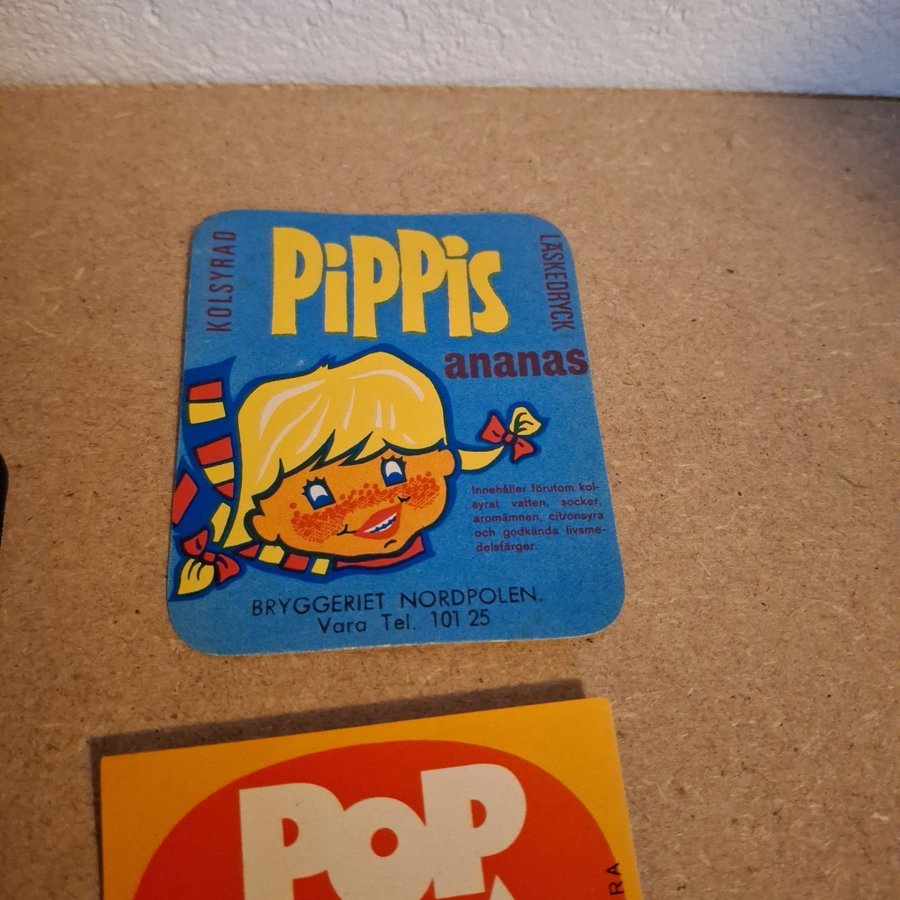 KOLSYRAD
PiPPis
LÄSKEDRYCK
ananas
Innehåller förutom kol-
syrat vatten, socker,
aromämnen, citronsyra
och godkända livsme-
delsfärger.
BRYGGERIET NORDPOLEN.
Vara Tel. 101 25
POP
RA